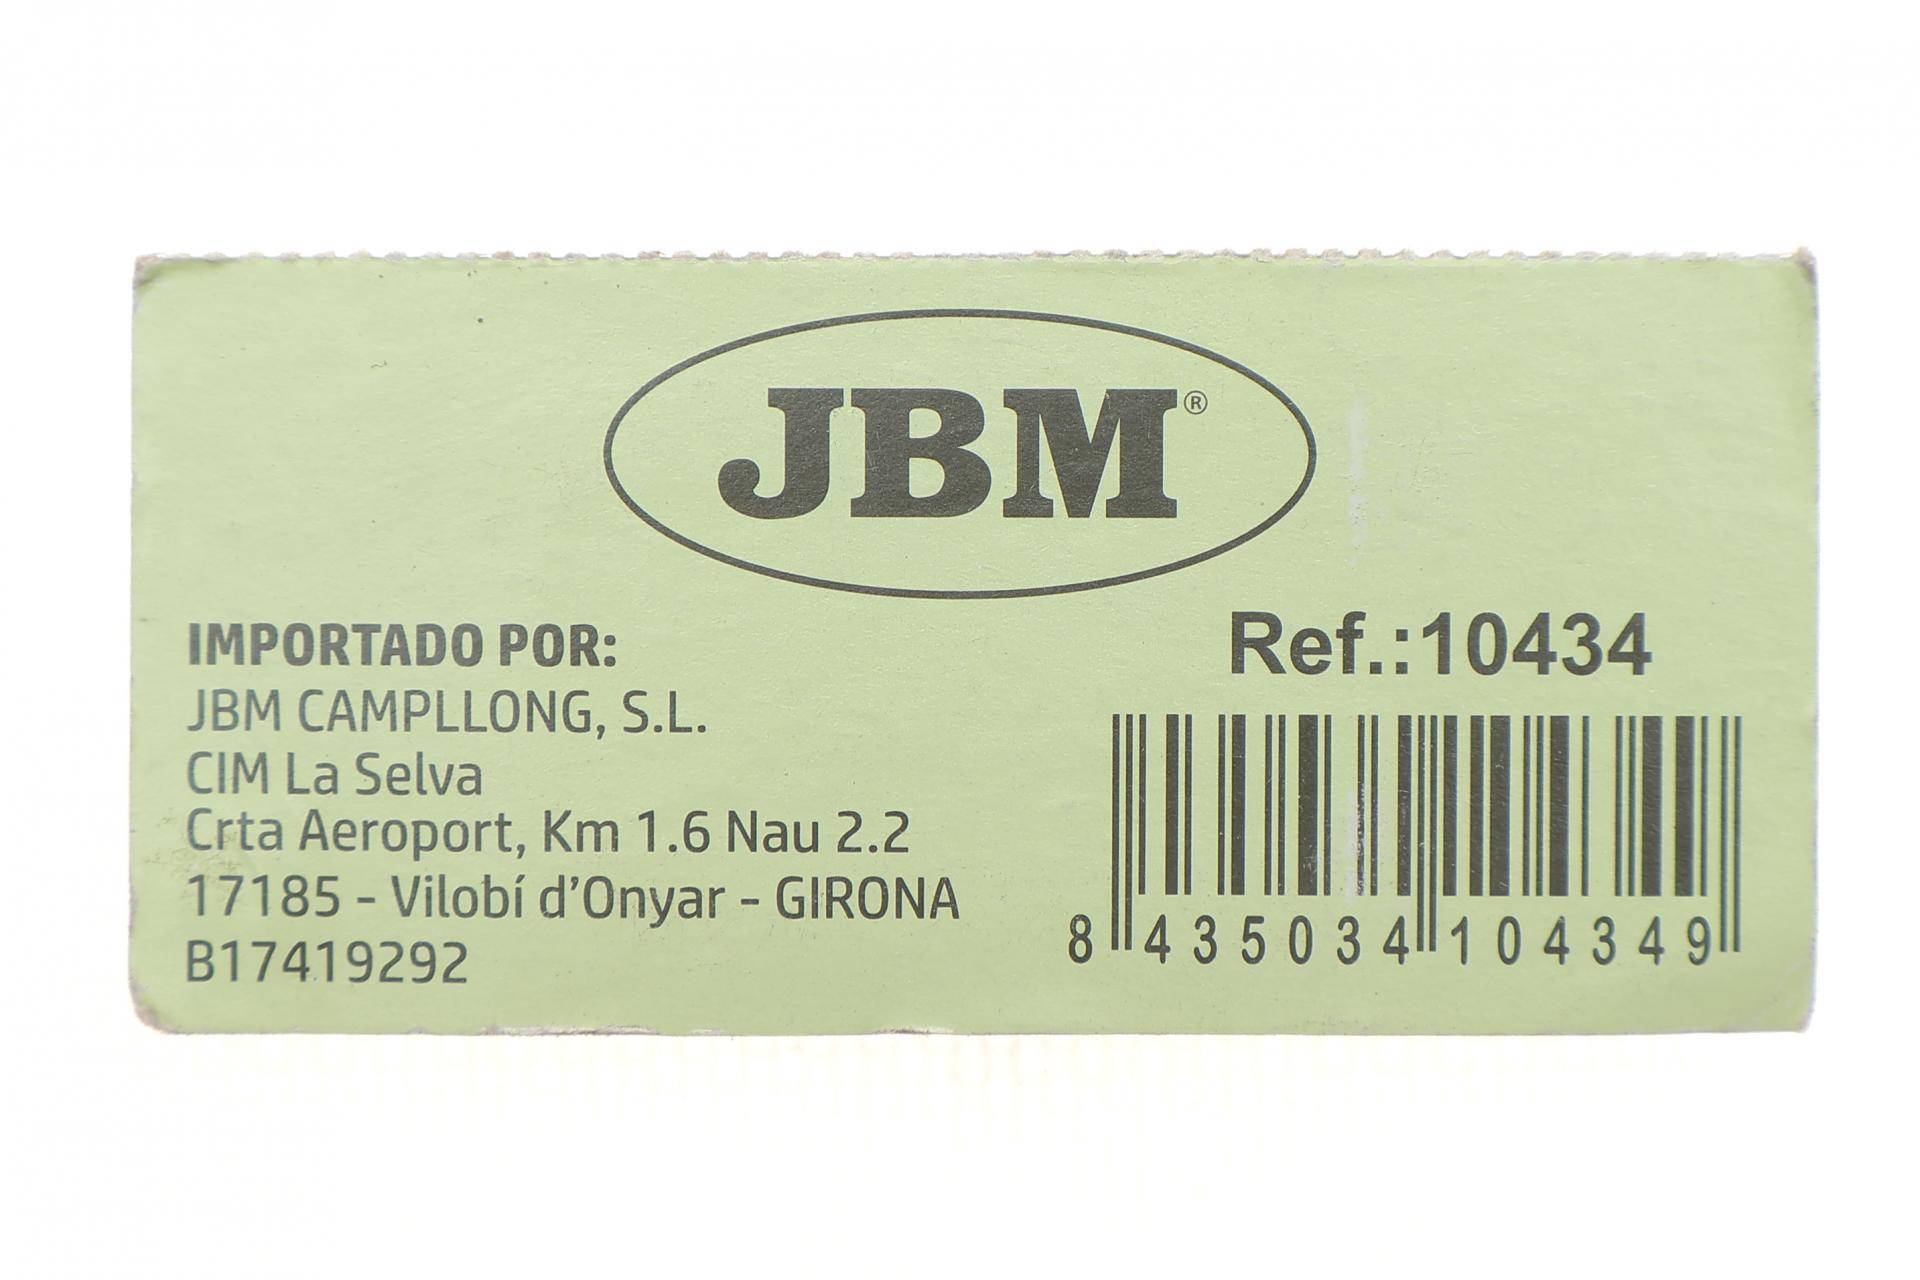 JBM®
IMPORTADO POR:
JBM CAMPLLONG, S.L.
CIM La Selva
Crta Aeroport, Km 1.6 Nau 2.2
17185 - Vilobí d'Onyar - GIRONA
B17419292
Ref.:10434
8 435034 104349